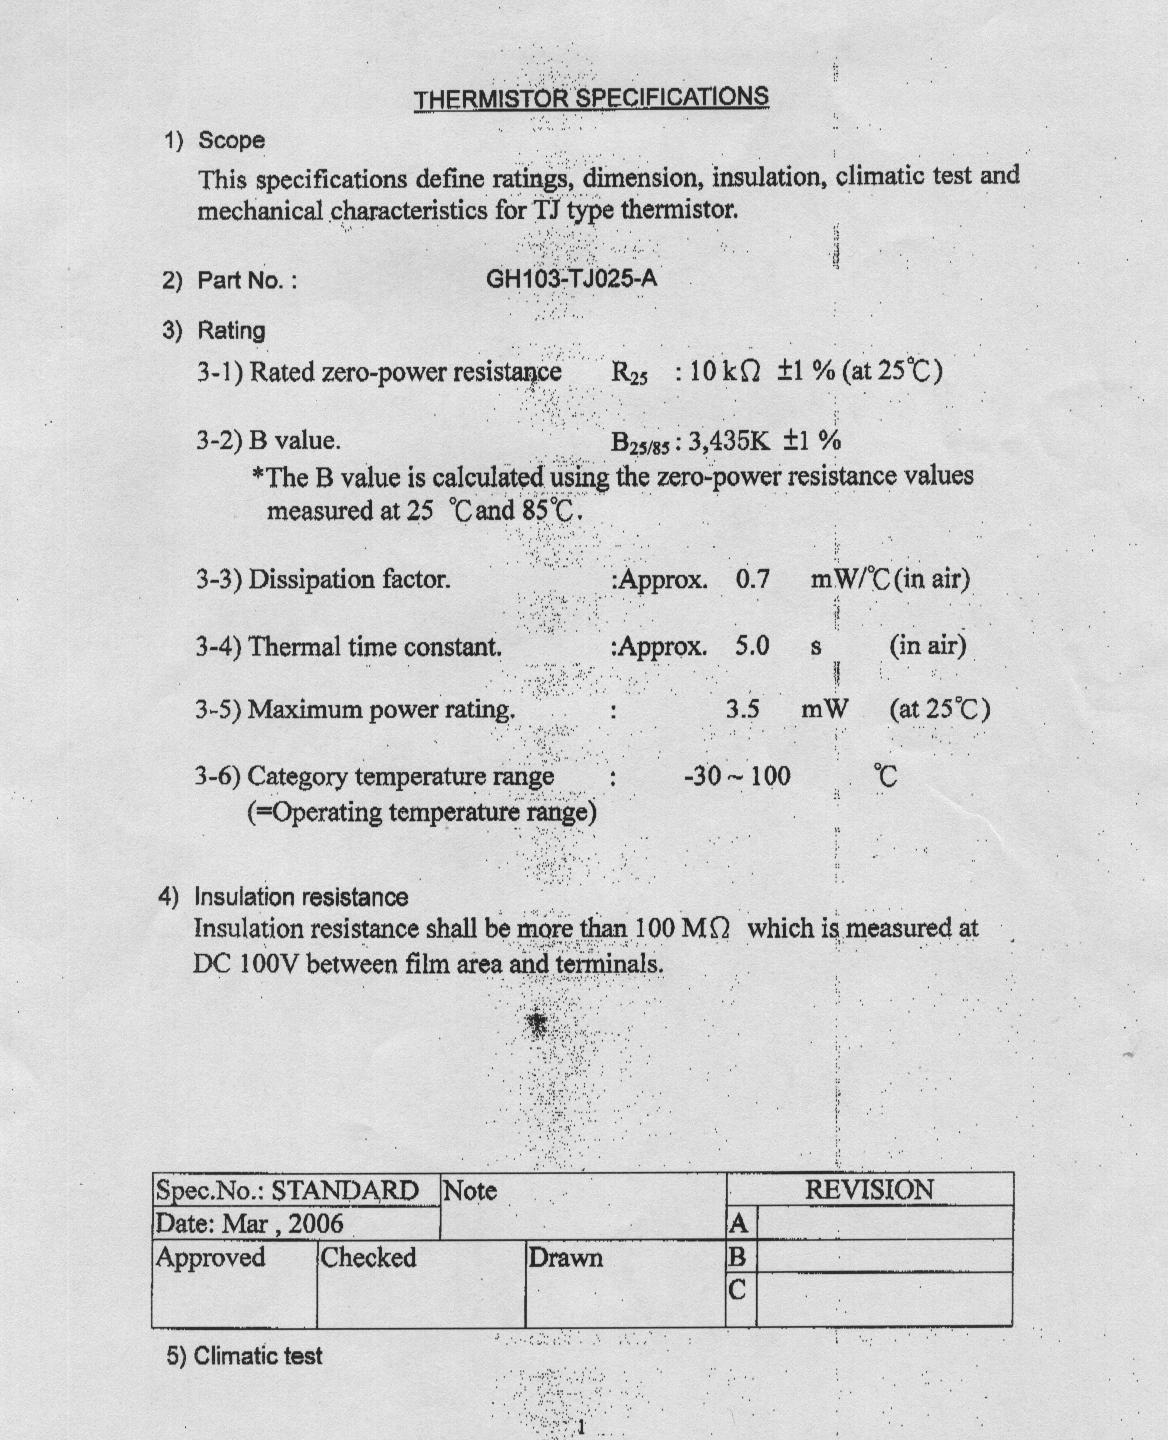 THERMISTOR SPECIFICATIONS
1) Scope
This specifications define ratings, dimension, insulation, climatic test and
mechanical characteristics for TJ type thermistor.
2) Part No. : GH103-TJ025-A
3) Rating
3-1) Rated zero-power resistance R25 : 10 kΩ ±1 % (at 25℃)
3-2) B value. B25/85 : 3,435K ±1 %
*The B value is calculated using the zero-power resistance values
measured at 25 ℃ and 85℃.
3-3) Dissipation factor. :Approx. 0.7 mW/℃ (in air)
3-4) Thermal time constant. :Approx. 5.0 s (in air)
3-5) Maximum power rating. : 3.5 mW (at 25℃)
3-6) Category temperature range : -30 ~ 100 ℃
(=Operating temperature range)
4) Insulation resistance
Insulation resistance shall be more than 100 MΩ which is measured at
DC 100V between film area and terminals.
Spec.No.: STANDARD Note REVISION
Date: Mar , 2006 A
Approved Checked Drawn B
C
5) Climatic test
1